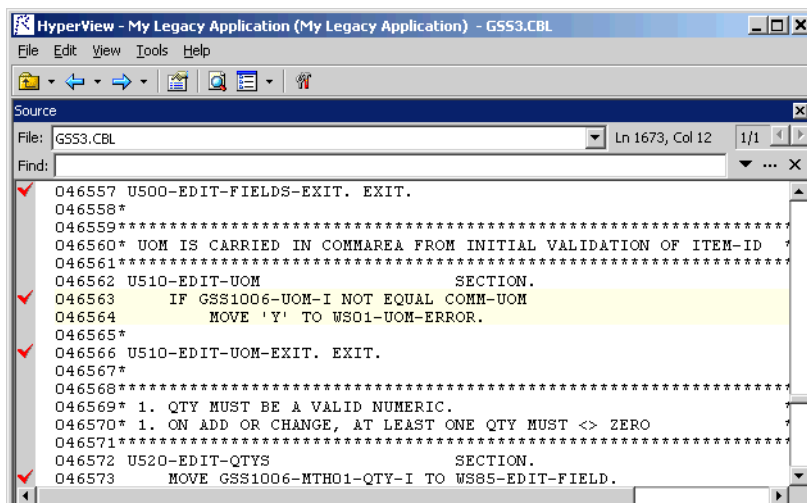 HyperView - My Legacy Application (My Legacy Application) - GSS3.CBL
File Edit View Tools Help
Source
File: GSS3.CBL Ln 1673, Col 12 1/1
Find:
046557 U500-EDIT-FIELDS-EXIT. EXIT.
046558*
046559*******************************************************************
046560* UOM IS CARRIED IN COMMAREA FROM INITIAL VALIDATION OF ITEM-ID *
046561*******************************************************************
046562 U510-EDIT-UOM SECTION.
046563 IF GSS1006-UOM-I NOT EQUAL COMM-UOM
046564 MOVE 'Y' TO WS01-UOM-ERROR.
046565*
046566 U510-EDIT-UOM-EXIT. EXIT.
046567*
046568*******************************************************************
046569* 1. QTY MUST BE A VALID NUMERIC. *
046570* 1. ON ADD OR CHANGE, AT LEAST ONE QTY MUST <> ZERO *
046571*******************************************************************
046572 U520-EDIT-QTYS SECTION.
046573 MOVE GSS1006-MTH01-QTY-I TO WS85-EDIT-FIELD.